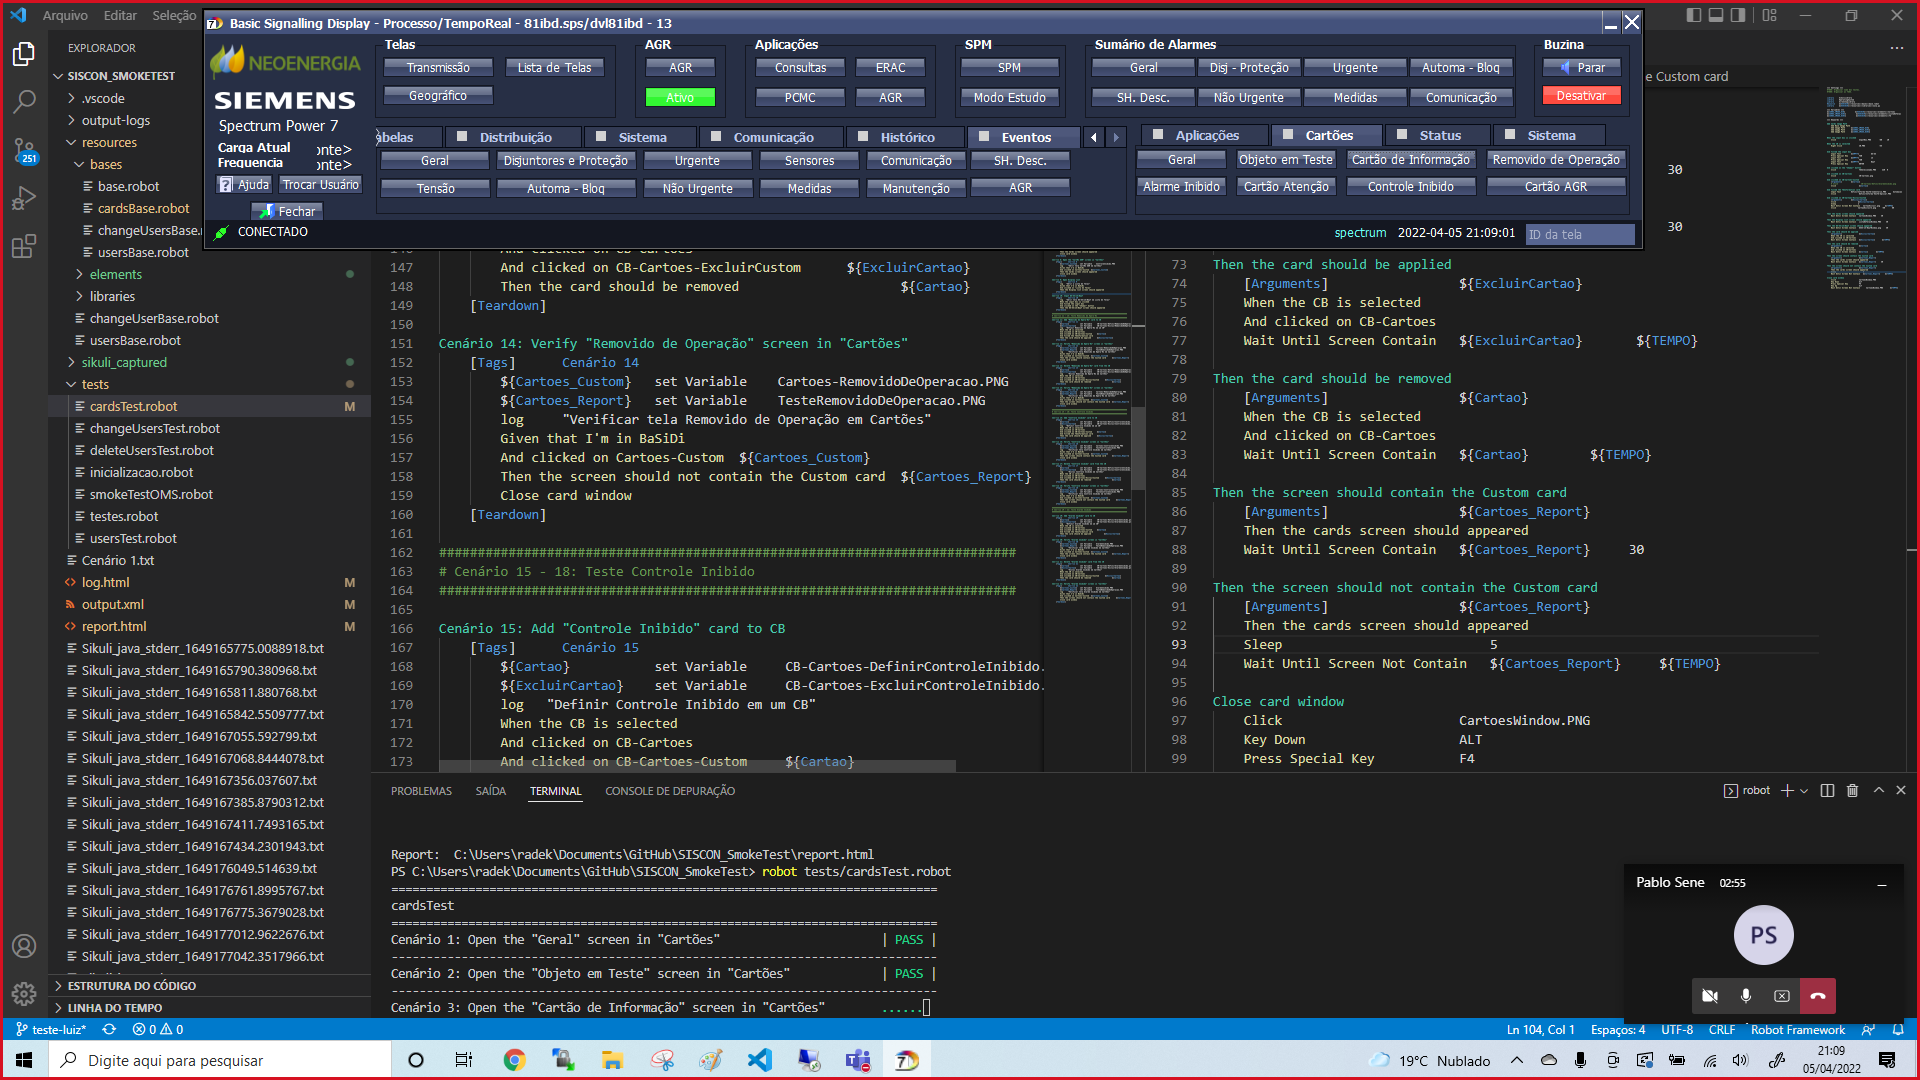 Arquivo Editar Seleção
Basic Signalling Display - Processo/TempoReal - 81ibd.sps/dvl81ibd - 13
NEOENERGIA
SIEMENS
Spectrum Power 7
Carga Atual onte>
Frequencia onte>
Ajuda Trocar Usuário
Fechar
Telas
Transmissão Lista de Telas
Geográfico
AGR
AGR
Ativo
Aplicações
Consultas ERAC
PCMC AGR
SPM
SPM
Modo Estudo
Sumário de Alarmes
Geral Disj - Proteção Urgente Automa - Bloq
SH. Desc. Não Urgente Medidas Comunicação
Buzina
Parar
Desativar
belas Distribuição Sistema Comunicação Histórico Eventos
Geral Disjuntores e Proteção Urgente Sensores Comunicação SH. Desc.
Tensão Automa - Bloq Não Urgente Medidas Manutenção AGR
Aplicações Cartões Status Sistema
Geral Objeto em Teste Cartão de Informação Removido de Operação
Alarme Inibido Cartão Atenção Controle Inibido Cartão AGR
CONECTADO
spectrum 2022-04-05 21:09:01 ID da tela
EXPLORADOR
SISCON_SMOKETEST
.vscode
output-logs
resources
bases
base.robot
cardsBase.robot
changeUsersBase.
usersBase.robot
elements
libraries
changeUserBase.robot
usersBase.robot
sikuli_captured
tests
cardsTest.robot M
changeUsersTest.robot
deleteUsersTest.robot
inicializacao.robot
smokeTestOMS.robot
testes.robot
usersTest.robot
Cenário 1.txt
log.html M
output.xml M
report.html M
Sikuli_java_stderr_1649165775.0088918.txt
Sikuli_java_stderr_1649165790.380968.txt
Sikuli_java_stderr_1649165811.880768.txt
Sikuli_java_stderr_1649165842.5509777.txt
Sikuli_java_stderr_1649167055.592799.txt
Sikuli_java_stderr_1649167068.8444078.txt
Sikuli_java_stderr_1649167356.037607.txt
Sikuli_java_stderr_1649167385.8790312.txt
Sikuli_java_stderr_1649167411.7493165.txt
Sikuli_java_stderr_1649167434.2301943.txt
Sikuli_java_stderr_1649176049.514639.txt
Sikuli_java_stderr_1649176761.8995767.txt
Sikuli_java_stderr_1649176775.3679028.txt
Sikuli_java_stderr_1649177012.9622676.txt
Sikuli_java_stderr_1649177042.3517966.txt
ESTRUTURA DO CÓDIGO
LINHA DO TEMPO
251
146 And clicked on CB-Cartoes
147 And clicked on CB-Cartoes-ExcluirCustom ${ExcluirCartao}
148 Then the card should be removed ${Cartao}
149 [Teardown]
150
151 Cenário 14: Verify "Removido de Operação" screen in "Cartões"
152 [Tags] Cenário 14
153 ${Cartoes_Custom} set Variable Cartoes-RemovidoDeOperacao.PNG
154 ${Cartoes_Report} set Variable TesteRemovidoDeOperacao.PNG
155 log "Verificar tela Removido de Operação em Cartões"
156 Given that I'm in BaSiDi
157 And clicked on Cartoes-Custom ${Cartoes_Custom}
158 Then the screen should not contain the Custom card ${Cartoes_Report}
159 Close card window
160 [Teardown]
161
162 ###########################################################################
163 # Cenário 15 - 18: Teste Controle Inibido
164 ###########################################################################
165
166 Cenário 15: Add "Controle Inibido" card to CB
167 [Tags] Cenário 15
168 ${Cartao} set Variable CB-Cartoes-DefinirControleInibido.
169 ${ExcluirCartao} set Variable CB-Cartoes-ExcluirControleInibido.
170 log "Definir Controle Inibido em um CB"
171 When the CB is selected
172 And clicked on CB-Cartoes
173 And clicked on CB-Cartoes-Custom ${Cartao}
e Custom card
30
30
73 Then the card should be applied
74 [Arguments] ${ExcluirCartao}
75 When the CB is selected
76 And clicked on CB-Cartoes
77 Wait Until Screen Contain ${ExcluirCartao} ${TEMPO}
78
79 Then the card should be removed
80 [Arguments] ${Cartao}
81 When the CB is selected
82 And clicked on CB-Cartoes
83 Wait Until Screen Contain ${Cartao} ${TEMPO}
84
85 Then the screen should contain the Custom card
86 [Arguments] ${Cartoes_Report}
87 Then the cards screen should appeared
88 Wait Until Screen Contain ${Cartoes_Report} 30
89
90 Then the screen should not contain the Custom card
91 [Arguments] ${Cartoes_Report}
92 Then the cards screen should appeared
93 Sleep 5
94 Wait Until Screen Not Contain ${Cartoes_Report} ${TEMPO}
95
96 Close card window
97 Click CartoesWindow.PNG
98 Key Down ALT
99 Press Special Key F4
PROBLEMAS SAÍDA TERMINAL CONSOLE DE DEPURAÇÃO
robot
Report: C:\Users\radek\Documents\GitHub\SISCON_SmokeTest\report.html
PS C:\Users\radek\Documents\GitHub\SISCON_SmokeTest> robot tests/cardsTest.robot
==============================================================================
cardsTest
==============================================================================
Cenário 1: Open the "Geral" screen in "Cartões" | PASS |
------------------------------------------------------------------------------
Cenário 2: Open the "Objeto em Teste" screen in "Cartões" | PASS |
------------------------------------------------------------------------------
Cenário 3: Open the "Cartão de Informação" screen in "Cartões" ......
Pablo Sene 02:55
PS
teste-luiz* 0 0
Ln 104, Col 1 Espaços: 4 UTF-8 CRLF Robot Framework
Digite aqui para pesquisar
19°C Nublado
21:09
05/04/2022